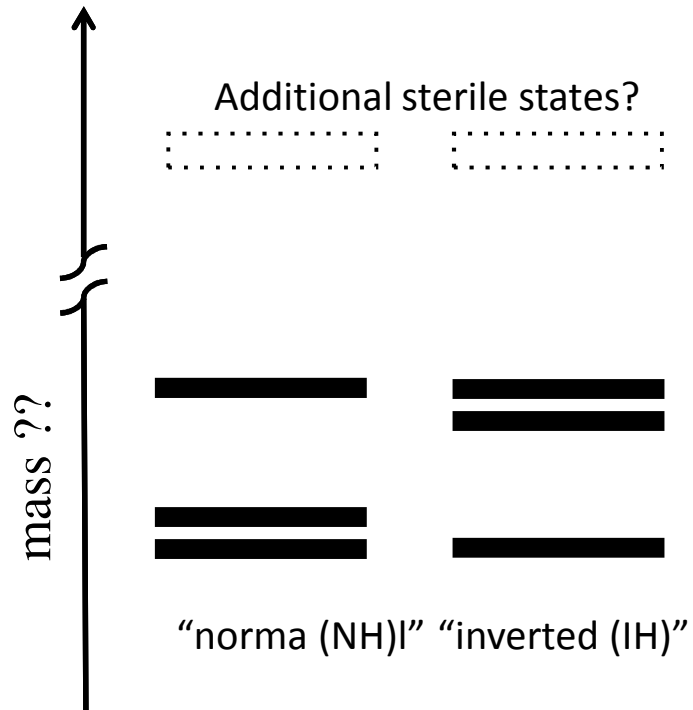 Additional sterile states?
mass ??
“norma (NH)l” “inverted (IH)”